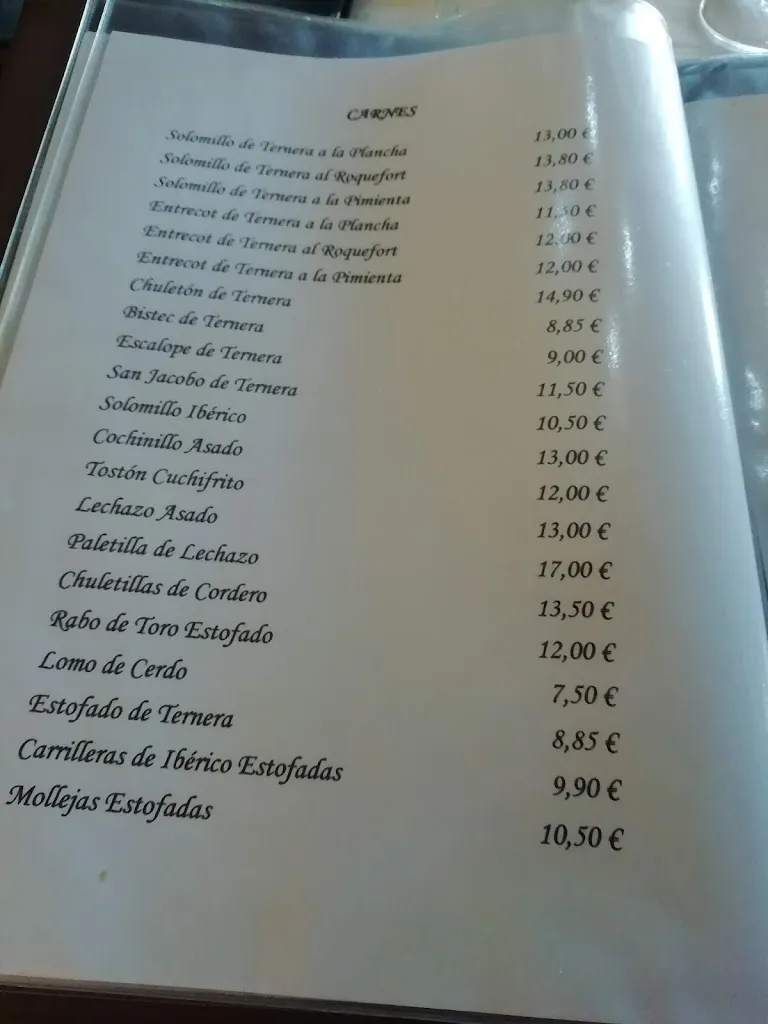 CARNES
Solomillo de Ternera a la Plancha 13,00 €
Solomillo de Ternera al Roquefort 13,80 €
Solomillo de Ternera a la Pimienta 13,80 €
Entrecot de Ternera a la Plancha 11,50 €
Entrecot de Ternera al Roquefort 12,00 €
Entrecot de Ternera a la Pimienta 12,00 €
Chuletón de Ternera 14,90 €
Bistec de Ternera 8,85 €
Escalope de Ternera 9,00 €
San Jacobo de Ternera 11,50 €
Solomillo Ibérico 10,50 €
Cochinillo Asado 13,00 €
Tostón Cuchifrito 12,00 €
Lechazo Asado 13,00 €
Paletilla de Lechazo 17,00 €
Chuletillas de Cordero 13,50 €
Rabo de Toro Estofado 12,00 €
Lomo de Cerdo 7,50 €
Estofado de Ternera 8,85 €
Carrilleras de Ibérico Estofadas 9,90 €
Mollejas Estofadas 10,50 €